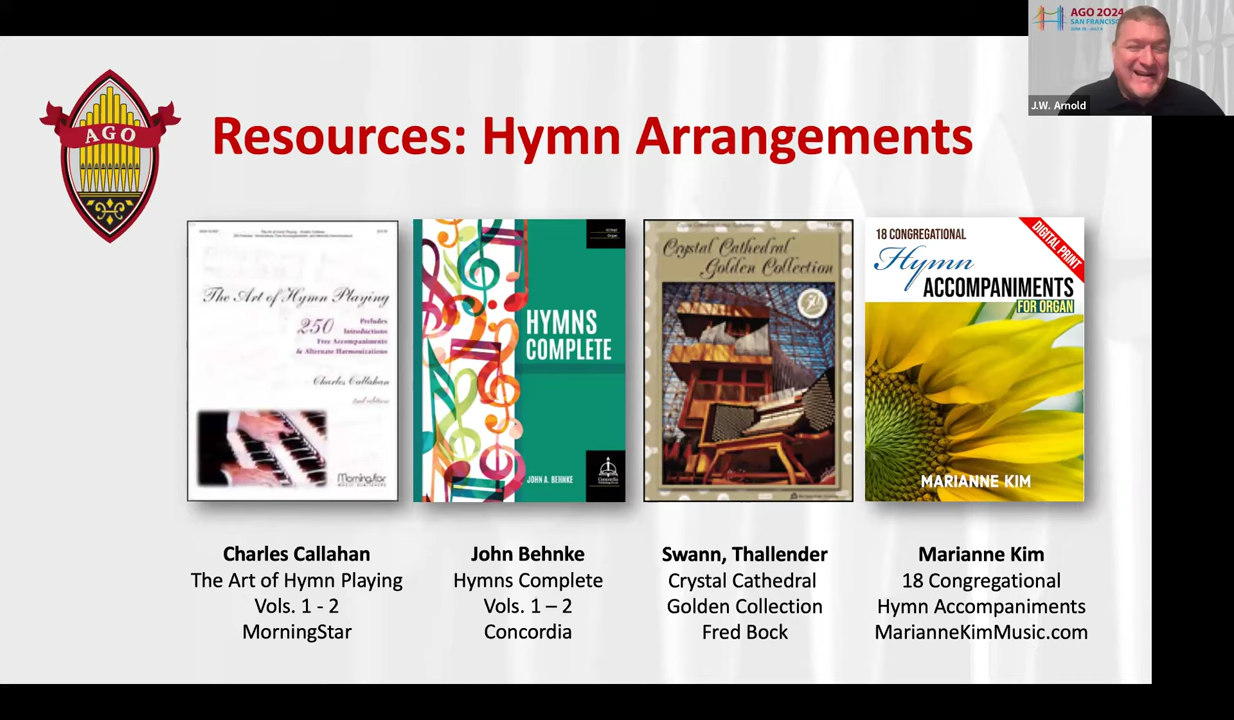 AGO 2024
SAN FRANCISCO
J.W. Arnold
AGO
Resources: Hymn Arrangements
The Art of Hymn Playing
250 Preludes
Introductions
Free Accompaniments
& Alternate Harmonizations
Charles Callahan
2nd edition
MorningStar
MUSIC PUBLISHERS
HYMNS
COMPLETE
JOHN A. BEHNKE
Concordia
Crystal Cathedral
Golden Collection
18 CONGREGATIONAL
Hymn
ACCOMPANIMENTS
FOR ORGAN
DIGITAL PRINT
MARIANNE KIM
Charles Callahan
The Art of Hymn Playing
Vols. 1 - 2
MorningStar
John Behnke
Hymns Complete
Vols. 1 – 2
Concordia
Swann, Thallender
Crystal Cathedral
Golden Collection
Fred Bock
Marianne Kim
18 Congregational
Hymn Accompaniments
MarianneKimMusic.com